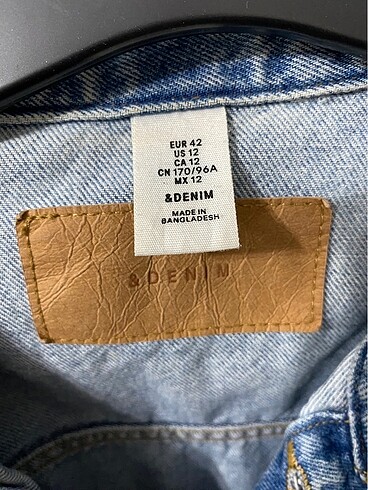 EUR 42
US 12
CA 12
CN 170/96A
MX 12
&DENIM
MADE IN
BANGLADESH
&DENIM